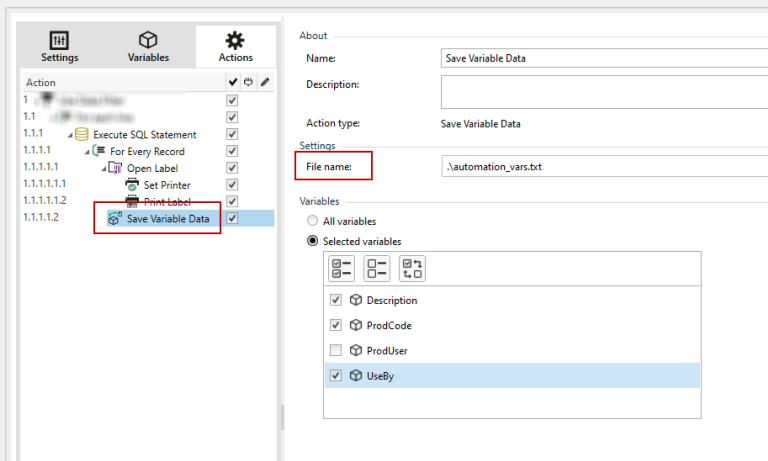 Settings Variables Actions
Action
1
1.1
1.1.1 Execute SQL Statement
1.1.1.1 For Every Record
1.1.1.1.1 Open Label
1.1.1.1.1.1 Set Printer
1.1.1.1.1.2 Print Label
1.1.1.1.2 Save Variable Data
About
Name: Save Variable Data
Description:
Action type: Save Variable Data
Settings
File name: .\automation_vars.txt
Variables
All variables
Selected variables
Description
ProdCode
ProdUser
UseBy